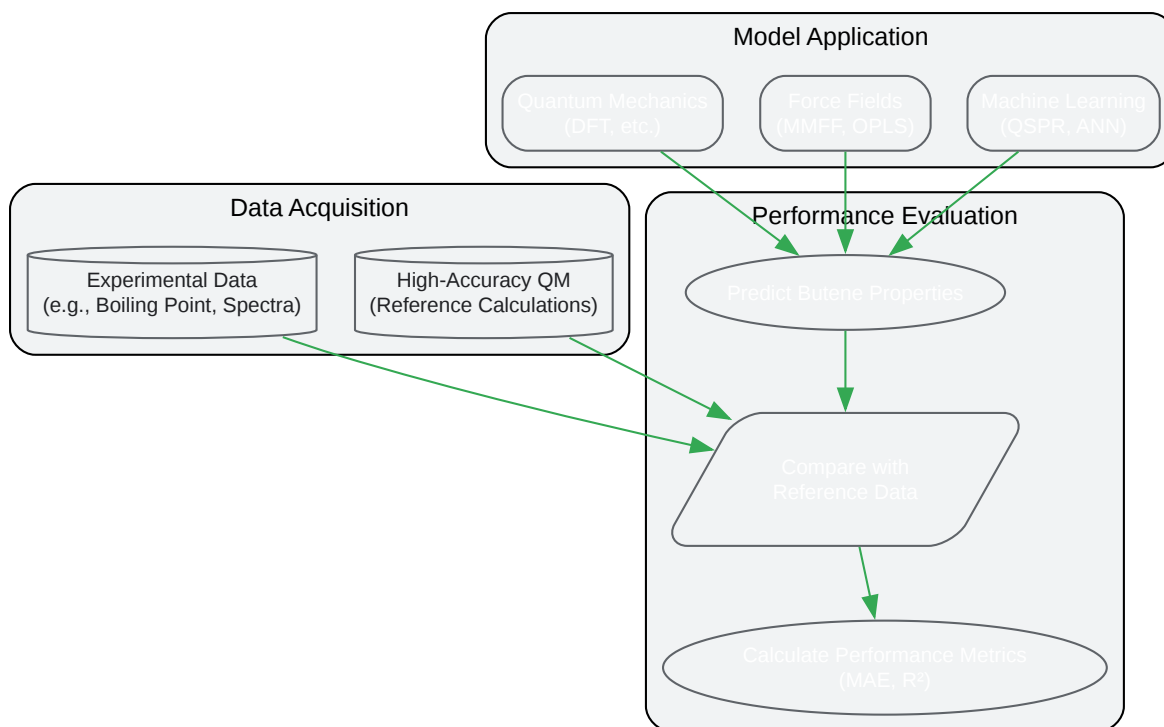 Model Application
Quantum Mechanics
(DFT, etc.)
Force Fields
(MMFF, OPLS)
Machine Learning
(QSPR, ANN)
Data Acquisition
Experimental Data
(e.g., Boiling Point, Spectra)
High-Accuracy QM
(Reference Calculations)
Performance Evaluation
Predict Butene Properties
Compare with
Reference Data
Calculate Performance Metrics
(MAE, R²)